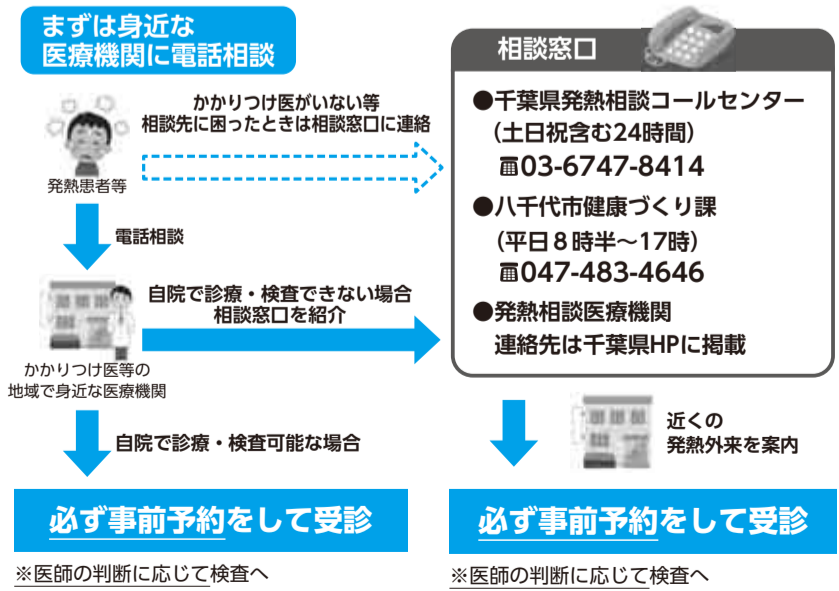 まずは身近な
医療機関に電話相談
かかりつけ医がいない等
相談先に困ったときは相談窓口に連絡
発熱患者等
電話相談
自院で診療・検査できない場合
相談窓口を紹介
かかりつけ医等の
地域で身近な医療機関
自院で診療・検査可能な場合
必ず事前予約をして受診
※医師の判断に応じて検査へ
相談窓口
●千葉県発熱相談コールセンター
(土日祝含む24時間)
☎03-6747-8414
●八千代市健康づくり課
(平日8時半～17時)
☎047-483-4646
●発熱相談医療機関
連絡先は千葉県HPに掲載
近くの
発熱外来を案内
必ず事前予約をして受診
※医師の判断に応じて検査へ